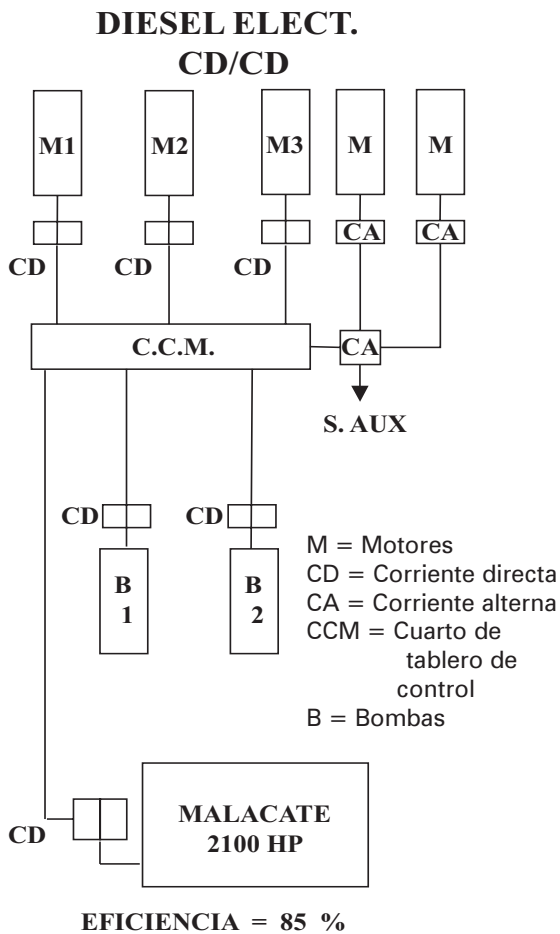 DIESEL ELECT.
CD/CD
M1
M2
M3
M
M
CA
CA
CD
CD
CD
C.C.M.
CA
S. AUX
CD
CD
B
1
B
2
M = Motores
CD = Corriente directa
CA = Corriente alterna
CCM = Cuarto de
tablero de
control
B = Bombas
CD
MALACATE
2100 HP
EFICIENCIA = 85 %